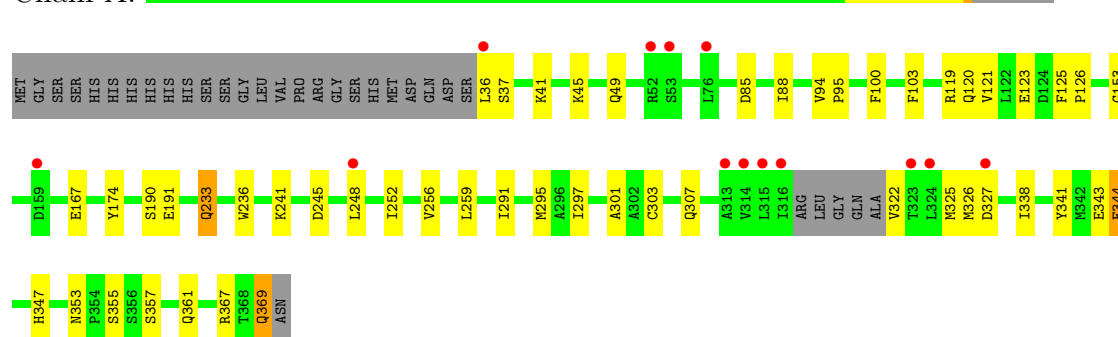 MET GLY SER SER HIS HIS HIS HIS HIS HIS SER SER GLY LEU VAL PRO ARG GLY SER HIS MET ASP GLN ASP SER L36 S37 K41 K45 Q49 R52 S53 L76 D85 I88 V94 P95 F100 F103 R119 Q120 V121 L122 E123 D124 F125 P126
D159 E167 Y174 S190 E191 Q233 W236 K241 D245 L248 I252 V256 L259 I291 M295 A296 I297 A301 A302 C303 Q307 A313 V314 L315 I316 ARG LEU GLY GLN ALA V322 T323 L324 M325 M326 D327 I338 Y341 M342 E343
H347 N353 P354 S355 S356 S357 Q361 R367 T368 Q369 ASN